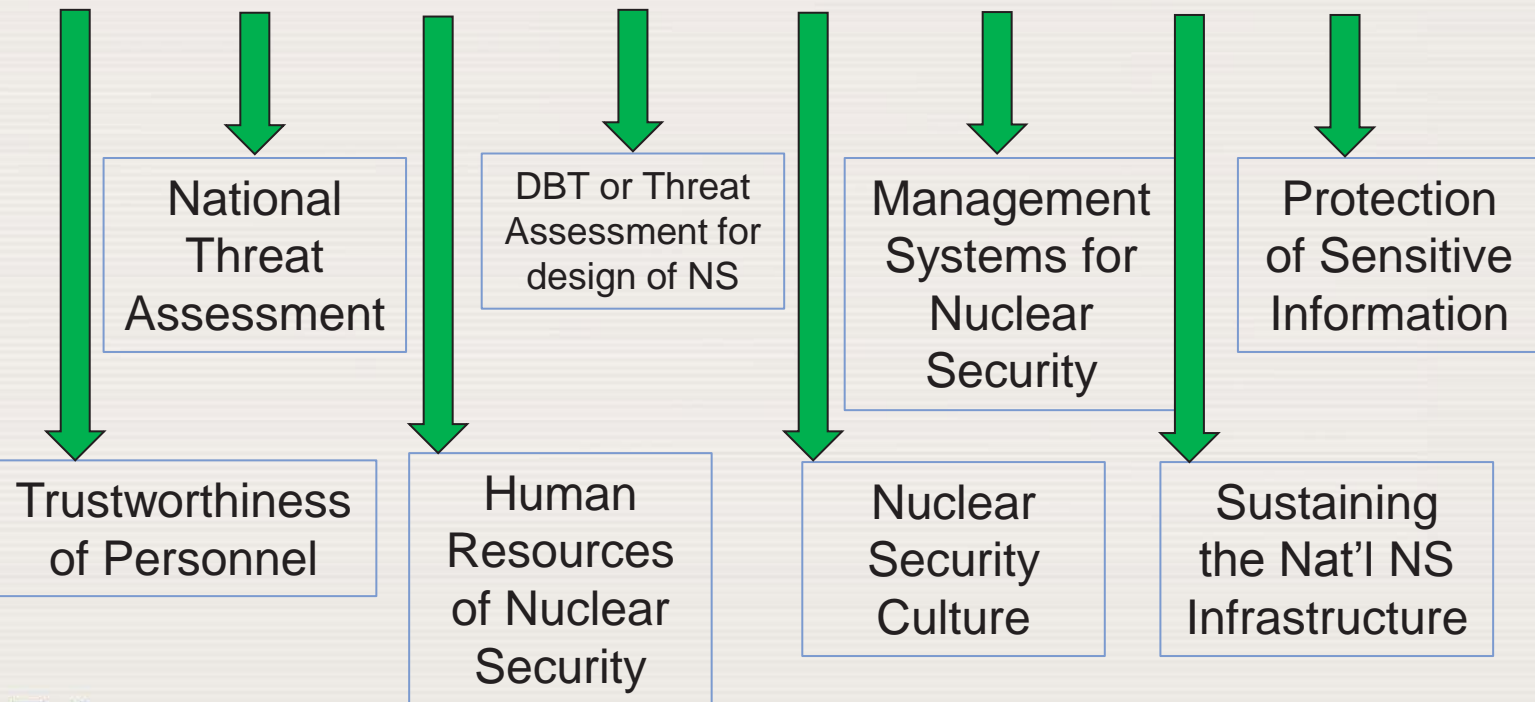 National
Threat
Assessment
DBT or Threat
Assessment for
design of NS
Management
Systems for
Nuclear
Security
Protection
of Sensitive
Information
Trustworthiness
of Personnel
Human
Resources
of Nuclear
Security
Nuclear
Security
Culture
Sustaining
the Nat’l NS
Infrastructure